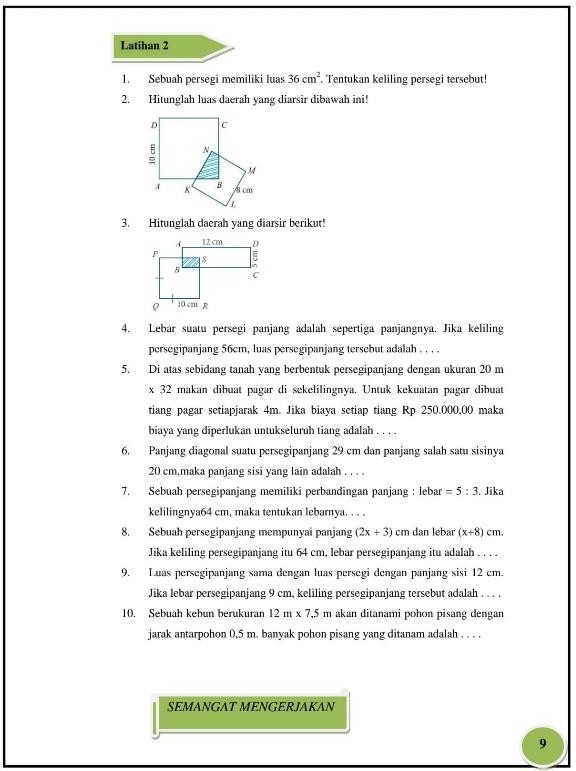 Latihan 2
1. Sebuah persegi memiliki luas 36 cm². Tentukan keliling persegi tersebut!
2. Hitunglah luas daerah yang diarsir dibawah ini!
D C
10 cm
N
M
A K B 8 cm
L
3. Hitunglah daerah yang diarsir berikut!
A 12 cm D
P S 5 cm
B C
Q 10 cm R
4. Lebar suatu persegi panjang adalah sepertiga panjangnya. Jika keliling
persegipanjang 56cm, luas persegipanjang tersebut adalah . . . .
5. Di atas sebidang tanah yang berbentuk persegipanjang dengan ukuran 20 m
x 32 makan dibuat pagar di sekelilingnya. Untuk kekuatan pagar dibuat
tiang pagar setiapjarak 4m. Jika biaya setiap tiang Rp 250.000,00 maka
biaya yang diperlukan untukseluruh tiang adalah . . . .
6. Panjang diagonal suatu persegipanjang 29 cm dan panjang salah satu sisinya
20 cm,maka panjang sisi yang lain adalah . . . .
7. Sebuah persegipanjang memiliki perbandingan panjang : lebar = 5 : 3. Jika
kelilingnya64 cm, maka tentukan lebarnya. . . .
8. Sebuah persegipanjang mempunyai panjang (2x + 3) cm dan lebar (x+8) cm.
Jika keliling persegipanjang itu 64 cm, lebar persegipanjang itu adalah . . . .
9. Luas persegipanjang sama dengan luas persegi dengan panjang sisi 12 cm.
Jika lebar persegipanjang 9 cm, keliling persegipanjang tersebut adalah . . . .
10. Sebuah kebun berukuran 12 m x 7,5 m akan ditanami pohon pisang dengan
jarak antarpohon 0,5 m. banyak pohon pisang yang ditanam adalah . . . .
SEMANGAT MENGERJAKAN
9